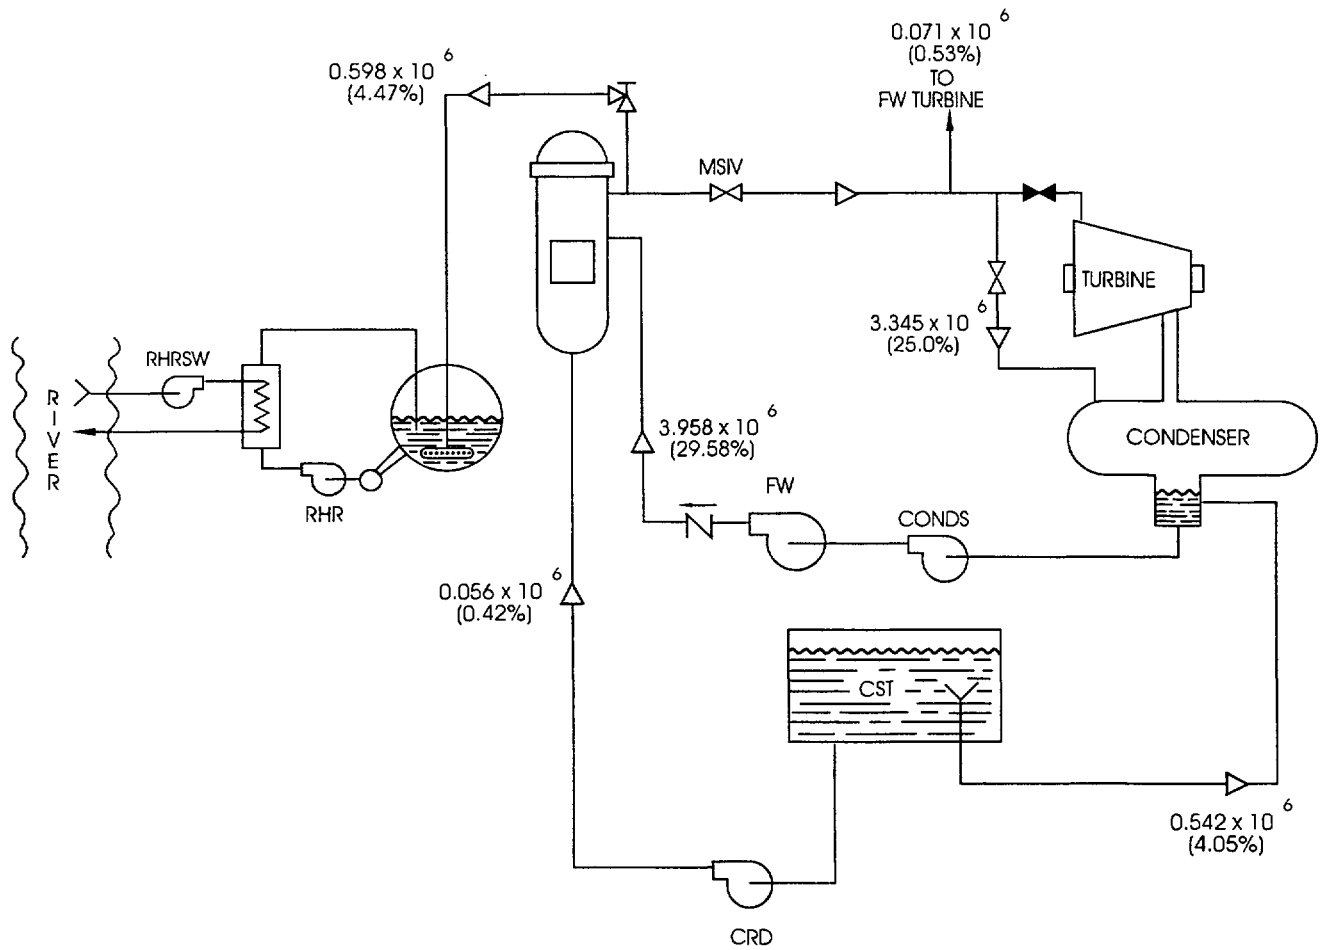 0.071 x 10 6
(0.53%)
TO
FW TURBINE
0.598 x 10 6
(4.47%)
MSIV
TURBINE
3.345 x 10 6
(25.0%)
RHRSW
RIVER
CONDENSER
3.958 x 10 6
(29.58%)
FW
CONDS
RHR
0.056 x 10 6
(0.42%)
CST
0.542 x 10 6
(4.05%)
CRD